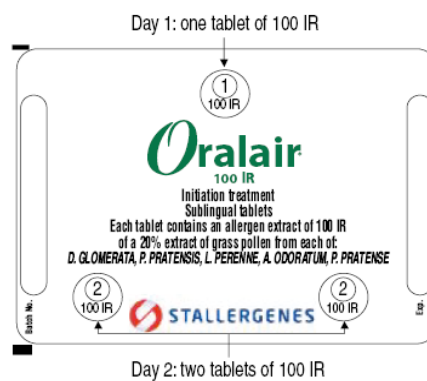 Day 1: one tablet of 100 IR
1
100 IR
Oralair
100 IR
Initiation treatment
Sublingual tablets
Each tablet contains an allergen extract of 100 IR
of a 20% extract of grass pollen from each of:
D. GLOMERATA, P. PRATENSIS, L. PERENNE, A. ODORATUM, P. PRATENSE
2
100 IR
2
100 IR
STALLERGENES
Batch No.
Exp.
Day 2: two tablets of 100 IR